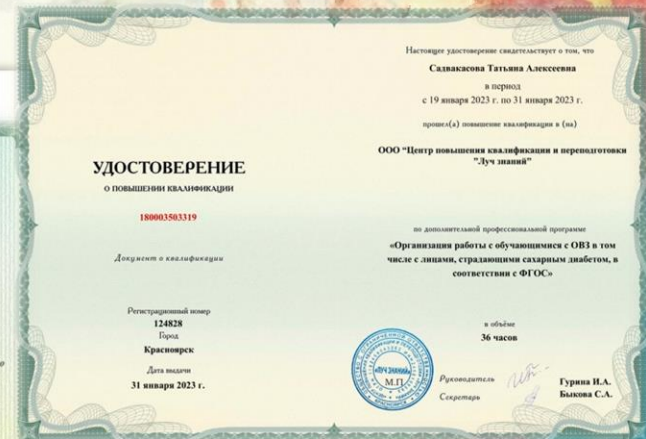 УДОСТОВЕРЕНИЕ
О ПОВЫШЕНИИ КВАЛИФИКАЦИИ
180003503319
Документ о квалификации
Регистрационный номер
124828
Город
Красноярск
Дата выдачи
31 января 2023 г.
Настоящее удостоверение свидетельствует о том, что
Садвакасова Татьяна Алексеевна
в период
с 19 января 2023 г. по 31 января 2023 г.
прошел(а) повышение квалификации в (на)
ООО "Центр повышения квалификации и переподготовки
"Луч знаний"
по дополнительной профессиональной программе
«Организация работы с обучающимися с ОВЗ в том
числе с лицами, страдающими сахарным диабетом, в
соответствии с ФГОС»
в объёме
36 часов
«ЛУЧ ЗНАНИЙ»
М.П
Руководитель
Гурина И.А.
Секретарь
Быкова С.А.